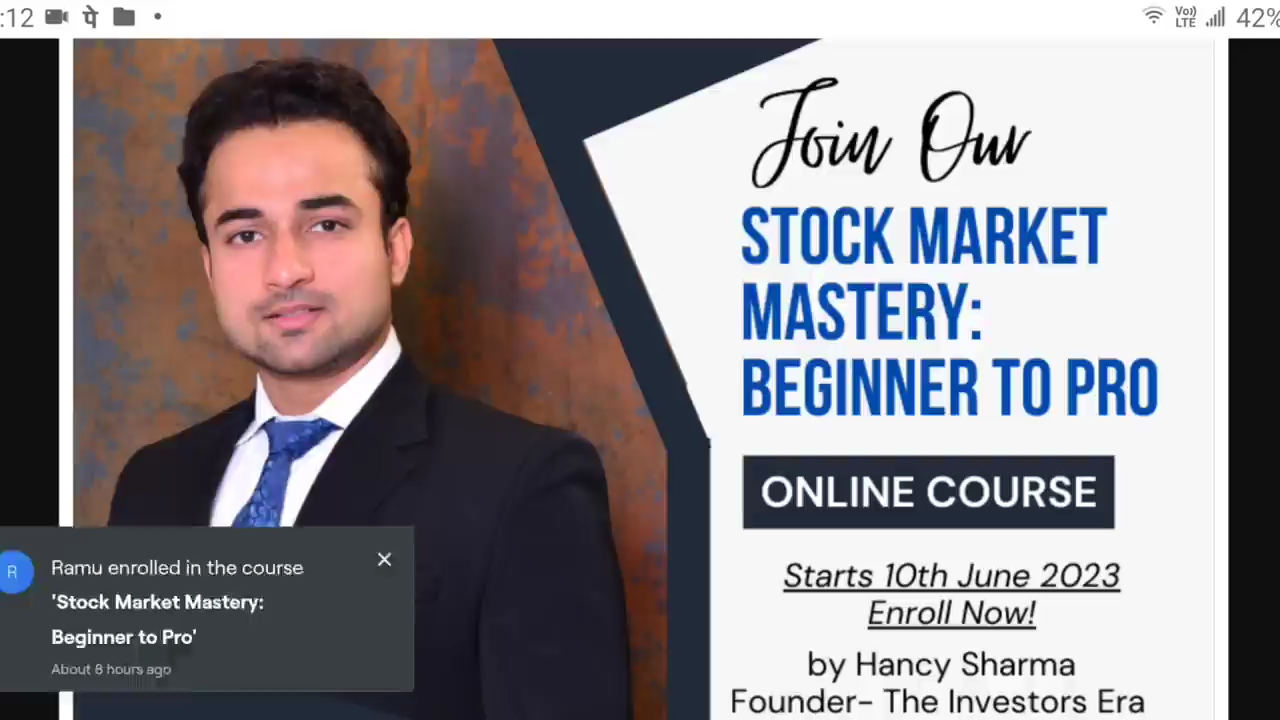 :12 पे
Vo)) LTE 42%
Join Our
STOCK MARKET
MASTERY:
BEGINNER TO PRO
ONLINE COURSE
Starts 10th June 2023
Enroll Now!
by Hancy Sharma
Founder- The Investors Era
R
Ramu enrolled in the course
'Stock Market Mastery:
Beginner to Pro'
About 8 hours ago